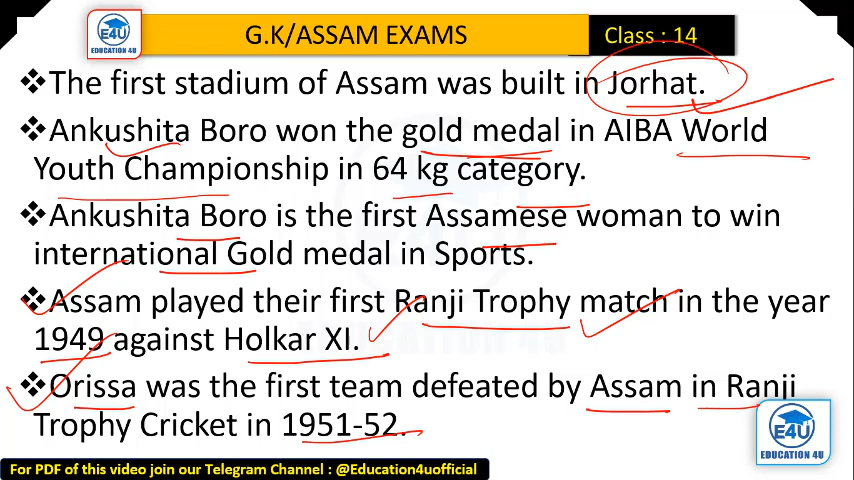 E4U
EDUCATION 4U
G.K/ASSAM EXAMS
Class : 14
❖The first stadium of Assam was built in Jorhat.
❖Ankushita Boro won the gold medal in AIBA World
Youth Championship in 64 kg category.
❖Ankushita Boro is the first Assamese woman to win
international Gold medal in Sports.
❖Assam played their first Ranji Trophy match in the year
1949 against Holkar XI.
❖Orissa was the first team defeated by Assam in Ranji
Trophy Cricket in 1951-52.
E4U
EDUCATION 4U
EDUCATION 4U
For PDF of this video join our Telegram Channel : @Education4uofficial